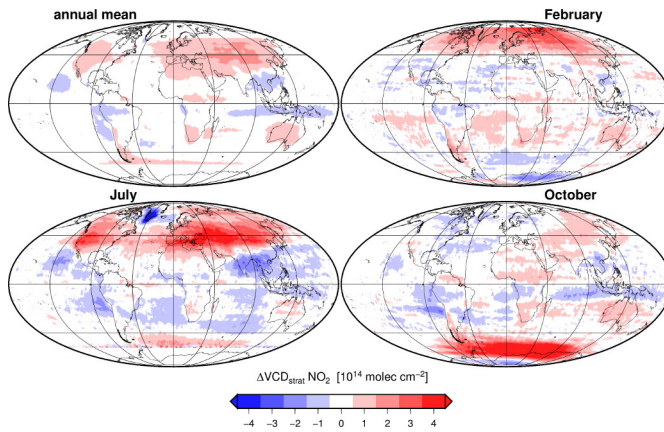 annual mean
February
July
October
ΔVCDstrat NO2 [10^14 molec cm^−2]
−4 −3 −2 −1 0 1 2 3 4